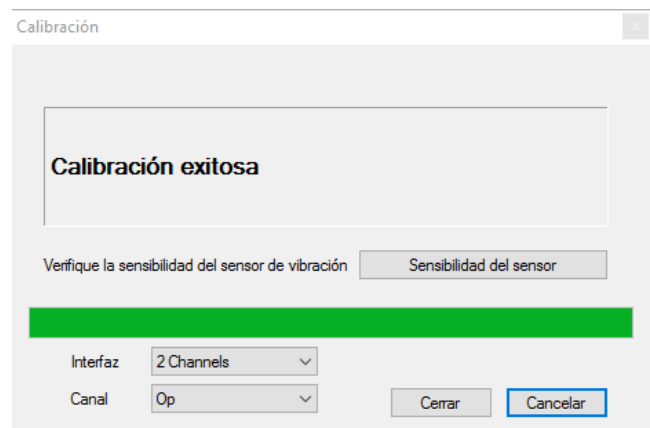 Calibración
Calibración exitosa
Verifique la sensibilidad del sensor de vibración Sensibilidad del sensor
Interfaz 2 Channels
Canal Op
Cerrar Cancelar